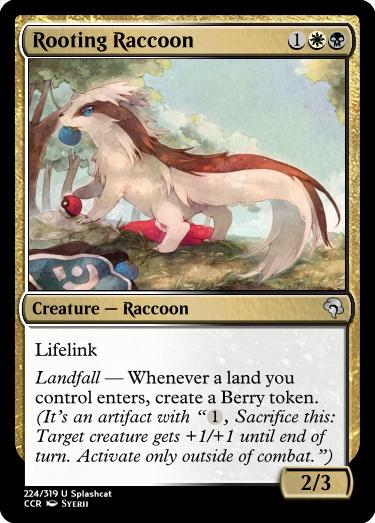 Rooting Raccoon 1
Creature — Raccoon
Lifelink
Landfall — Whenever a land you
control enters, create a Berry token.
(It's an artifact with “1, Sacrifice this:
Target creature gets +1/+1 until end of
turn. Activate only outside of combat.”)
2/3
224/319 U Splashcat
CCR Syerii